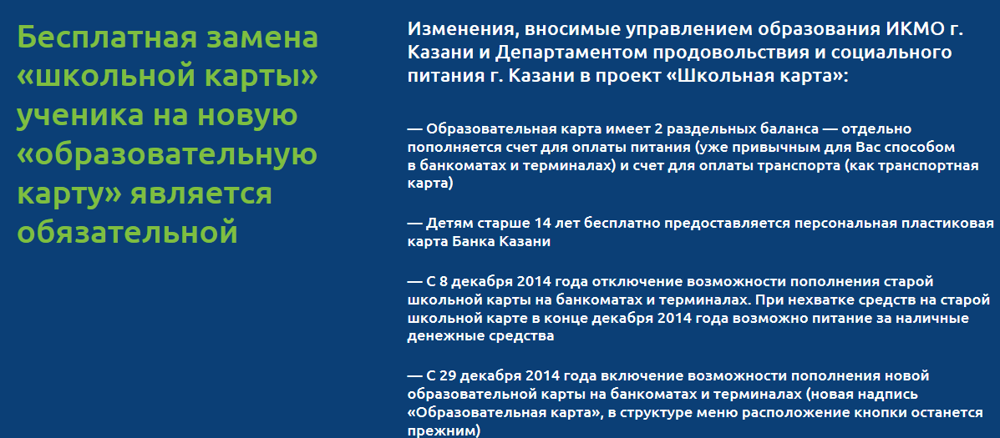 Бесплатная замена
«школьной карты»
ученика на новую
«образовательную
карту» является
обязательной
Изменения, вносимые управлением образования ИКМО г.
Казани и Департаментом продовольствия и социального
питания г. Казани в проект «Школьная карта»:
— Образовательная карта имеет 2 раздельных баланса — отдельно
пополняется счет для оплаты питания (уже привычным для Вас способом
в банкоматах и терминалах) и счет для оплаты транспорта (как транспортная
карта)
— Детям старше 14 лет бесплатно предоставляется персональная пластиковая
карта Банка Казани
— С 8 декабря 2014 года отключение возможности пополнения старой
школьной карты на банкоматах и терминалах. При нехватке средств на старой
школьной карте в конце декабря 2014 года возможно питание за наличные
денежные средства
— С 29 декабря 2014 года включение возможности пополнения новой
образовательной карты на банкоматах и терминалах (новая надпись
«Образовательная карта», в структуре меню расположение кнопки останется
прежним)